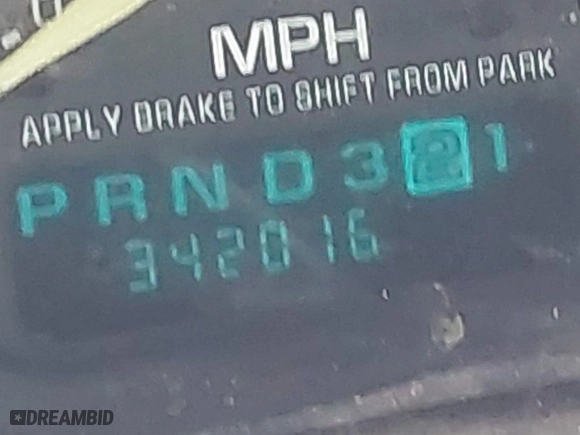 MPH
APPLY BRAKE TO SHIFT FROM PARK
P R N D 3 2 1
342016
DREAMBID